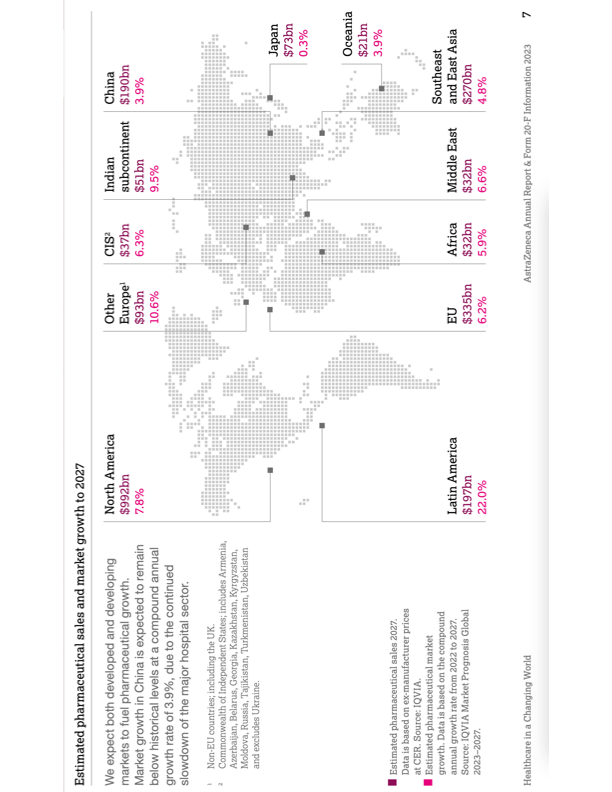 Estimated pharmaceutical sales and market growth to 2027
We expect both developed and developing
markets to fuel pharmaceutical growth.
Market growth in China is expected to remain
below historical levels at a compound annual
growth rate of 3.9%, due to the continued
slowdown of the major hospital sector.
1 Non-EU countries; including the UK.
2 Commonwealth of Independent States; includes Armenia,
Azerbaijan, Belarus, Georgia, Kazakhstan, Kyrgyzstan,
Moldova, Russia, Tajikistan, Turkmenistan, Uzbekistan
and excludes Ukraine.
Estimated pharmaceutical sales 2027.
Data is based on ex-manufacturer prices
at CER. Source: IQVIA.
Estimated pharmaceutical market
growth. Data is based on the compound
annual growth rate from 2022 to 2027.
Source: IQVIA Market Prognosis Global
2023–2027.
North America
$992bn
7.8%
Other
Europe¹
$93bn
10.6%
CIS²
$37bn
6.3%
Indian
subcontinent
$51bn
9.5%
China
$190bn
3.9%
Japan
$73bn
0.3%
Oceania
$21bn
3.9%
Latin America
$197bn
22.0%
EU
$335bn
6.2%
Africa
$32bn
5.9%
Middle East
$32bn
6.6%
Southeast
and East Asia
$270bn
4.8%
Healthcare in a Changing World
AstraZeneca Annual Report & Form 20-F Information 2023
7